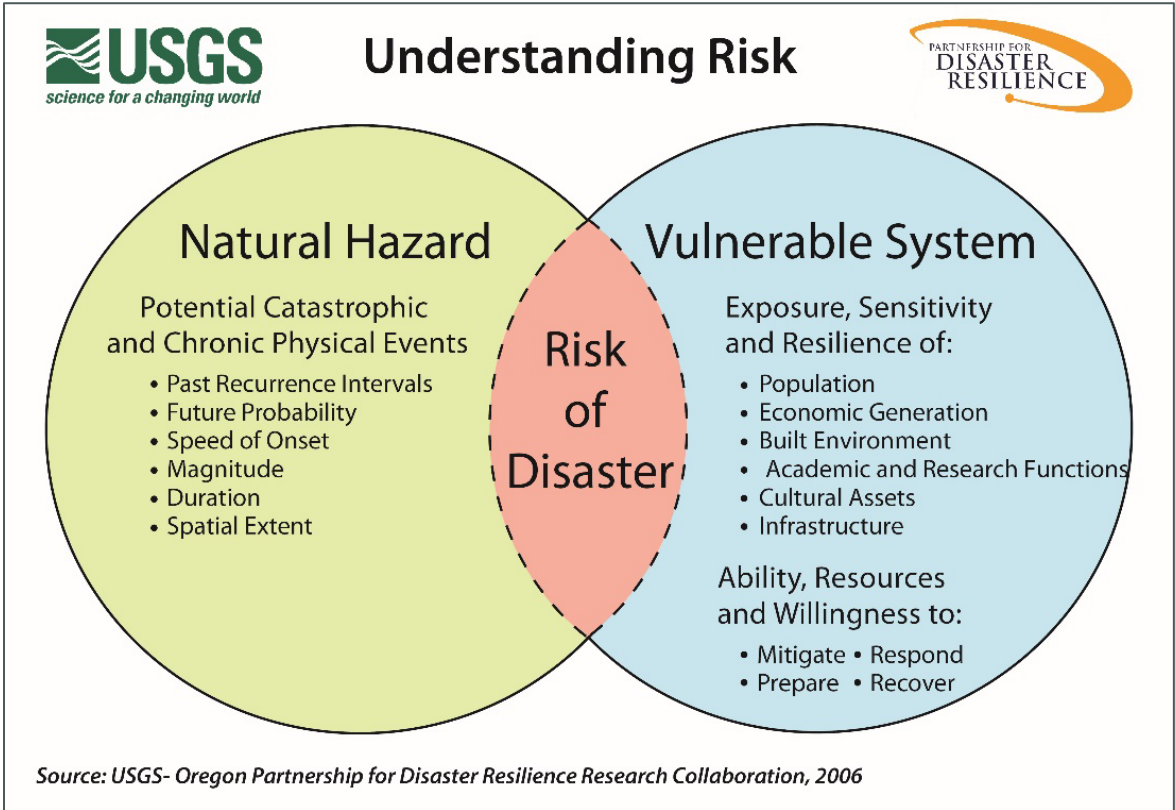 USGS
science for a changing world
Understanding Risk
PARTNERSHIP FOR
DISASTER
RESILIENCE
Natural Hazard
Potential Catastrophic
and Chronic Physical Events
• Past Recurrence Intervals
• Future Probability
• Speed of Onset
• Magnitude
• Duration
• Spatial Extent
Risk
of
Disaster
Vulnerable System
Exposure, Sensitivity
and Resilience of:
• Population
• Economic Generation
• Built Environment
• Academic and Research Functions
• Cultural Assets
• Infrastructure
Ability, Resources
and Willingness to:
• Mitigate • Respond
• Prepare • Recover
Source: USGS- Oregon Partnership for Disaster Resilience Research Collaboration, 2006